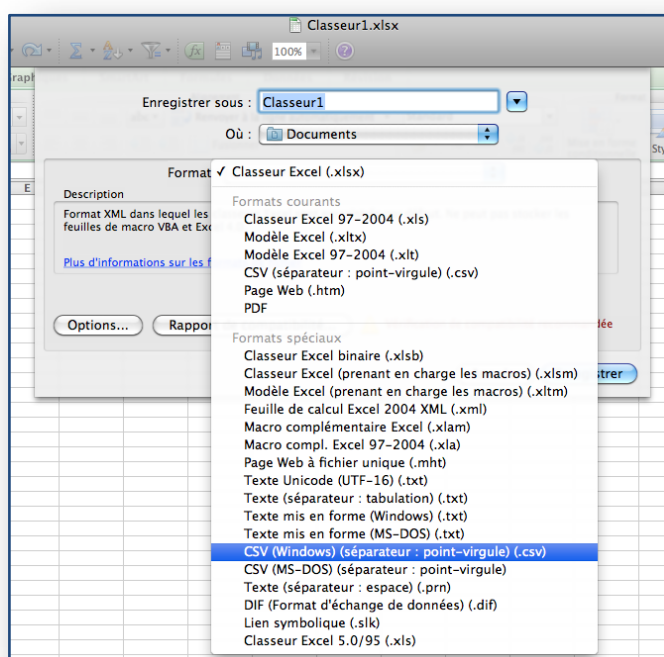 Classeur1.xlsx
100%
Enregistrer sous : Classeur1
Où : Documents
Format ✓ Classeur Excel (.xlsx)
E
Description
Format XML dans lequel les
feuilles de macro VBA et
Plus d'informations sur les
Formats courants
Classeur Excel 97-2004 (.xls)
Modèle Excel (.xltx)
Modèle Excel 97-2004 (.xlt)
CSV (séparateur : point-virgule) (.csv)
Page Web (.htm)
PDF
Options...
Formats spéciaux
Classeur Excel binaire (.xlsb)
Classeur Excel (prenant en charge les macros) (.xlsm)
Modèle Excel (prenant en charge les macros) (.xltm)
Feuille de calcul Excel 2004 XML (.xml)
Macro complémentaire Excel (.xlam)
Macro compl. Excel 97-2004 (.xla)
Page Web à fichier unique (.mht)
Texte Unicode (UTF-16) (.txt)
Texte (séparateur : tabulation) (.txt)
Texte mis en forme (Windows) (.txt)
Texte mis en forme (MS-DOS) (.txt)
CSV (Windows) (séparateur : point-virgule) (.csv)
CSV (MS-DOS) (séparateur : point-virgule)
Texte (séparateur : espace) (.prn)
DIF (Format d'échange de données) (.dif)
Lien symbolique (.slk)
Classeur Excel 5.0/95 (.xls)